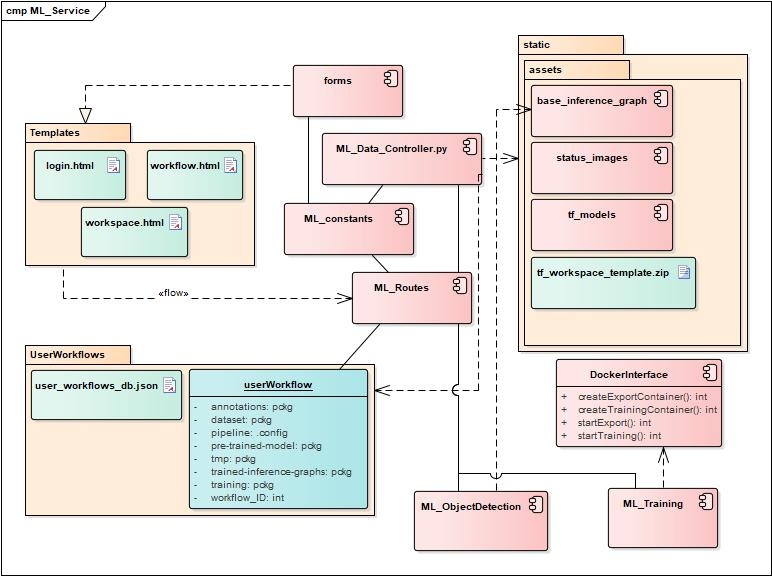 cmp ML_Service
static
assets
forms
base_inference_graph
Templates
ML_Data_Controller.py
login.html
workflow.html
status_images
workspace.html
ML_constants
tf_models
tf_workspace_template.zip
ML_Routes
«flow»
UserWorkflows
DockerInterface
user_workflows_db.json
userWorkflow
- annotations: pckg
- dataset: pckg
- pipeline: .config
- pre-trained-model: pckg
- tmp: pckg
- trained-inference-graphs: pckg
- training: pckg
- workflow_ID: int
+ createExportContainer(): int
+ createTrainingContainer(): int
+ startExport(): int
+ startTraining(): int
ML_ObjectDetection
ML_Training